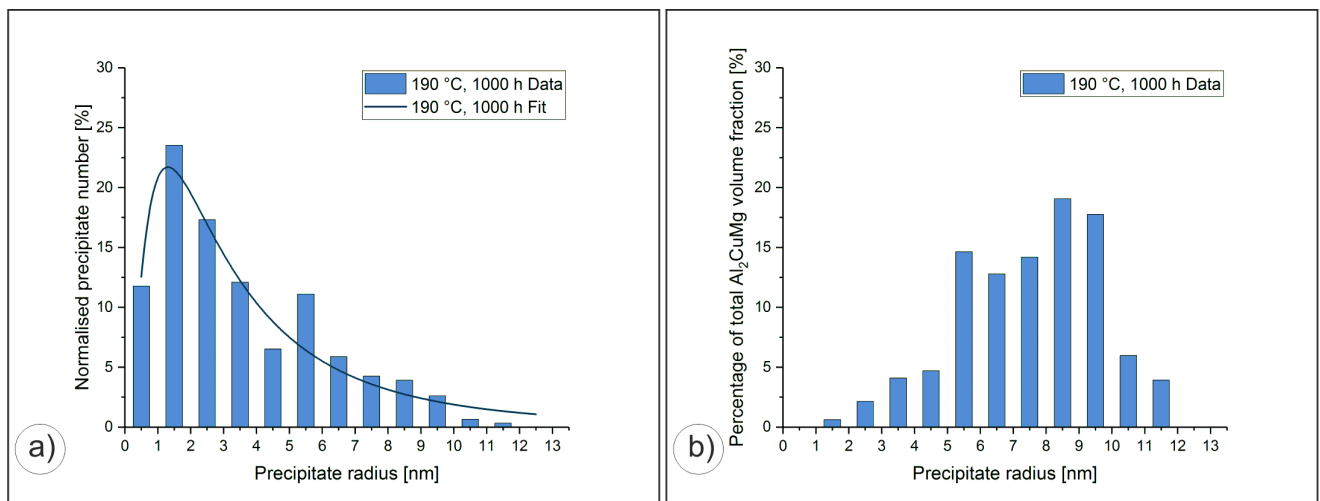 30
25
20
15
10
5
0
0 1 2 3 4 5 6 7 8 9 10 11 12 13
Normalised precipitate number [%]
Precipitate radius [nm]
190 °C, 1000 h Data
190 °C, 1000 h Fit
a)
30
25
20
15
10
5
0
0 1 2 3 4 5 6 7 8 9 10 11 12 13
Percentage of total Al₂CuMg volume fraction [%]
Precipitate radius [nm]
190 °C, 1000 h Data
b)